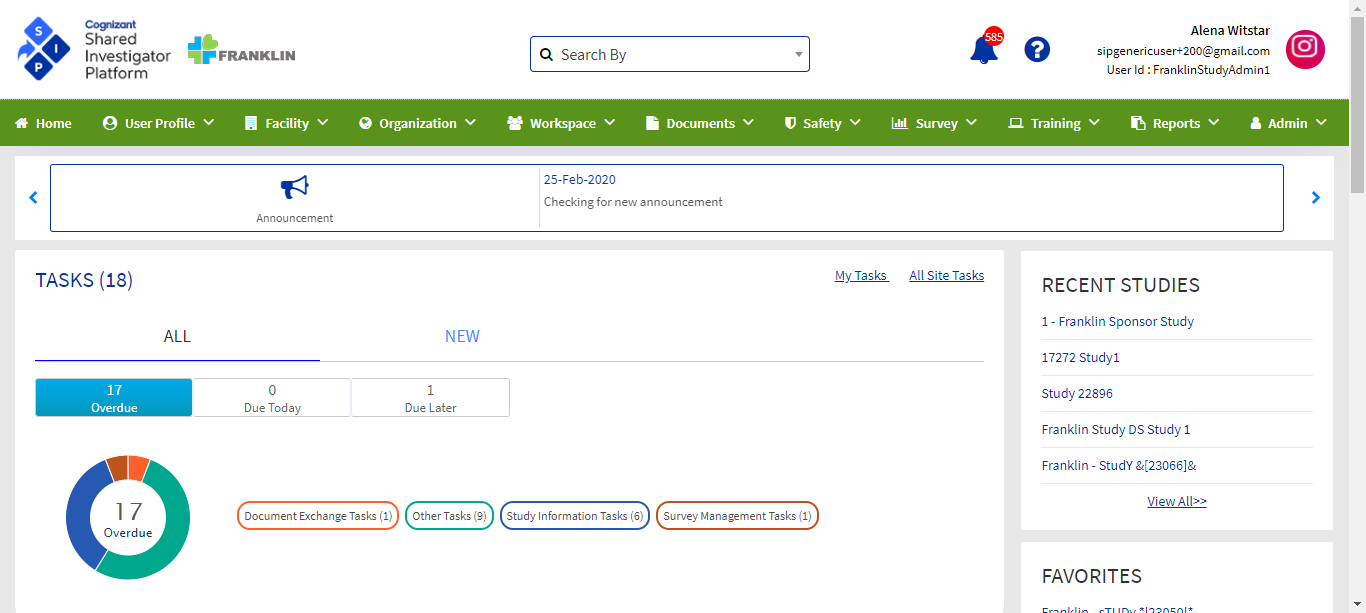 S
I
P
Cognizant
Shared
Investigator
Platform
FRANKLIN
Search By
585
?
Alena Witstar
sipgenericuser+200@gmail.com
User Id : FranklinStudyAdmin1
Home
User Profile
Facility
Organization
Workspace
Documents
Safety
Survey
Training
Reports
Admin
Announcement
25-Feb-2020
Checking for new announcement
TASKS (18)
My Tasks
All Site Tasks
ALL
NEW
17
Overdue
0
Due Today
1
Due Later
17
Overdue
Document Exchange Tasks (1)
Other Tasks (9)
Study Information Tasks (6)
Survey Management Tasks (1)
RECENT STUDIES
1 - Franklin Sponsor Study
17272 Study1
Study 22896
Franklin Study DS Study 1
Franklin - StudY &[23066]&
View All>>
FAVORITES
Franklin - sTUDy *[23050]*